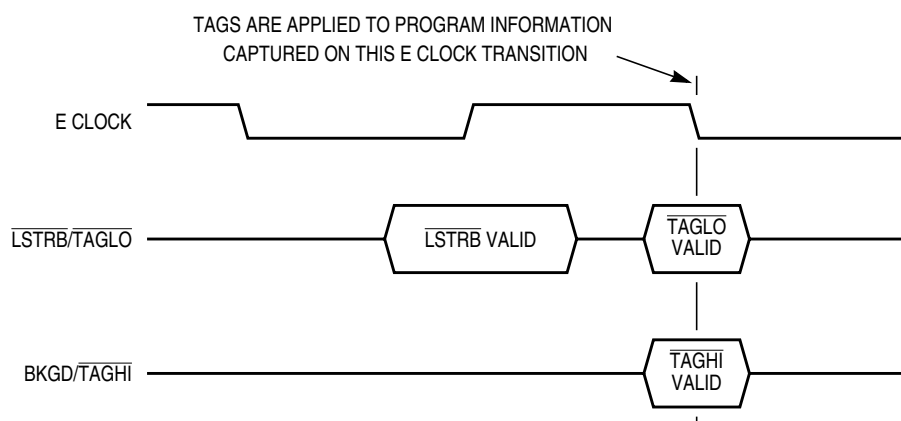 TAGS ARE APPLIED TO PROGRAM INFORMATION
CAPTURED ON THIS E CLOCK TRANSITION
E CLOCK
LSTRB/TAGLO
LSTRB VALID
TAGLO
VALID
BKGD/TAGHI
TAGHI
VALID